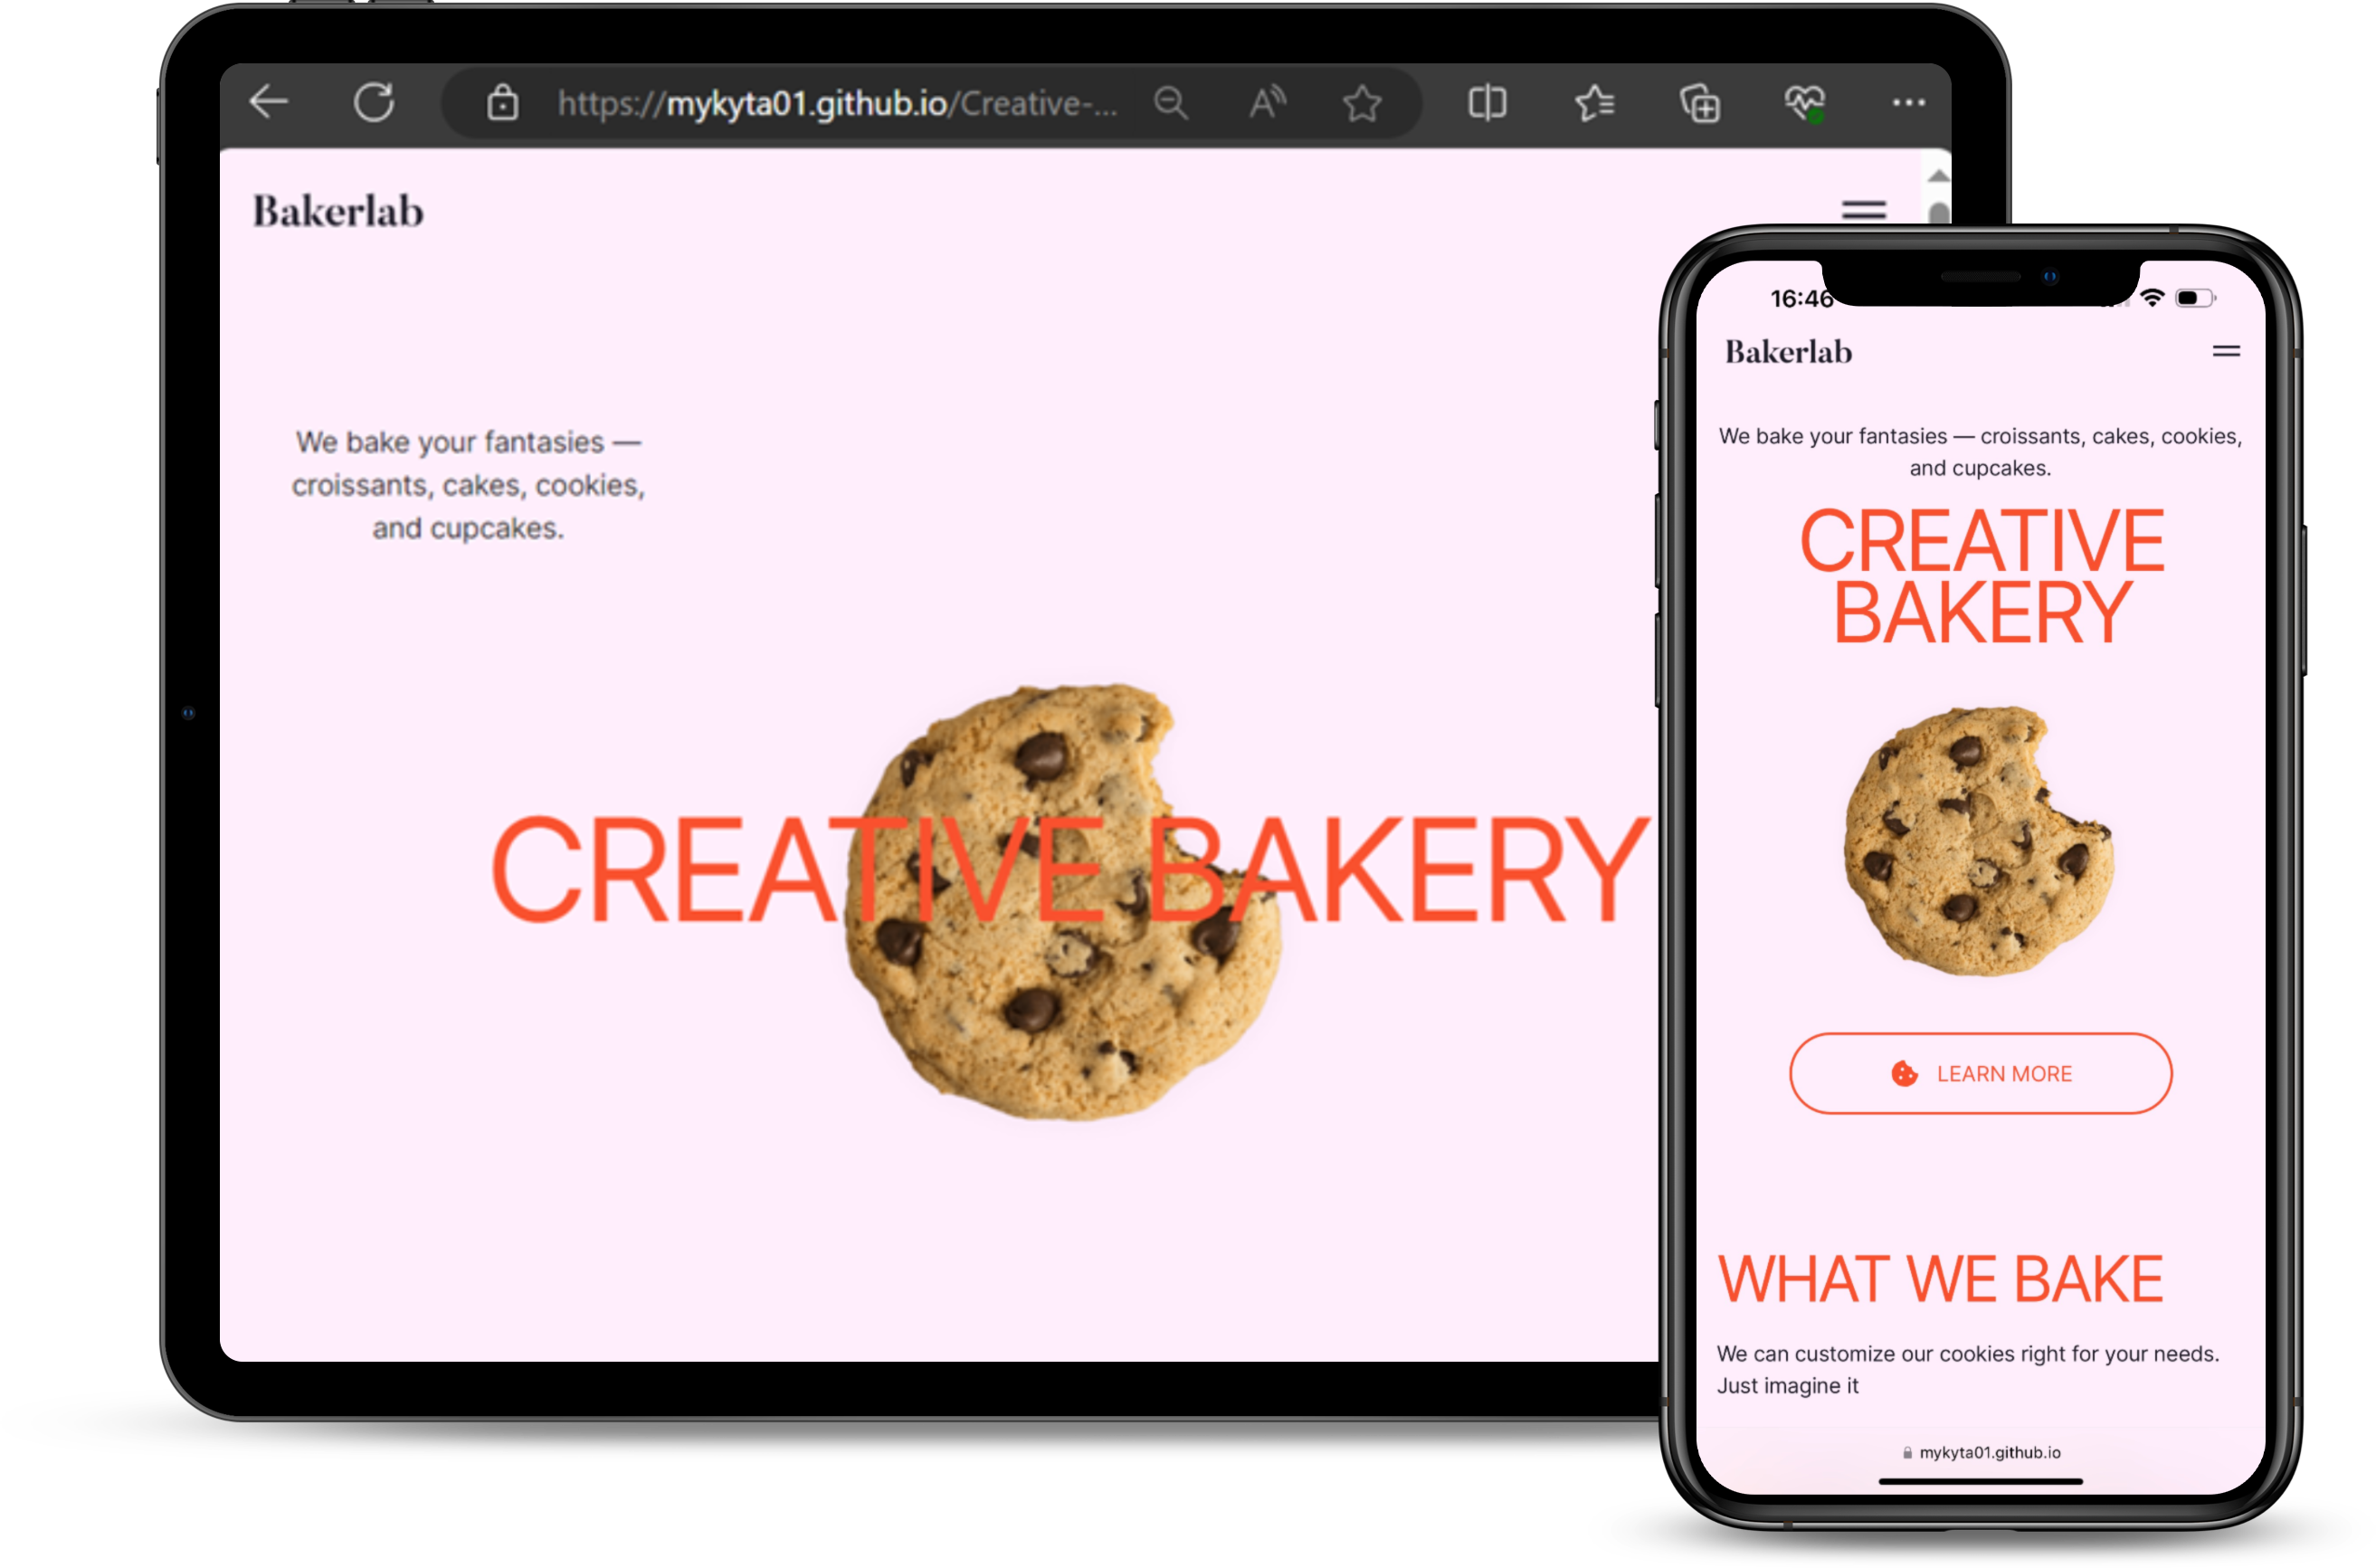 https://mykyta01.github.io/Creative-...
Bakerlab
We bake your fantasies —
croissants, cakes, cookies,
and cupcakes.
CREATIVE BAKERY
16:46
Bakerlab
We bake your fantasies — croissants, cakes, cookies,
and cupcakes.
CREATIVE
BAKERY
LEARN MORE
WHAT WE BAKE
We can customize our cookies right for your needs.
Just imagine it
mykyta01.github.io